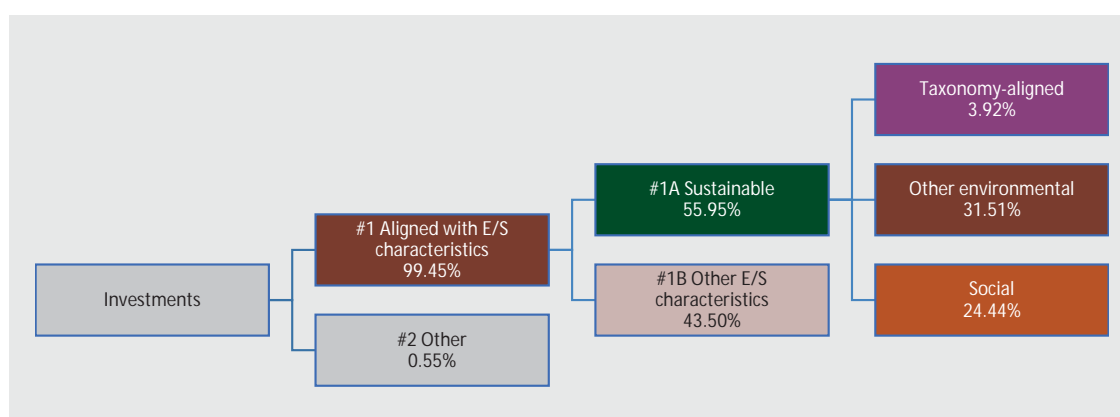 Investments
#1 Aligned with E/S
characteristics
99.45%
#2 Other
0.55%
#1A Sustainable
55.95%
#1B Other E/S
characteristics
43.50%
Taxonomy-aligned
3.92%
Other environmental
31.51%
Social
24.44%